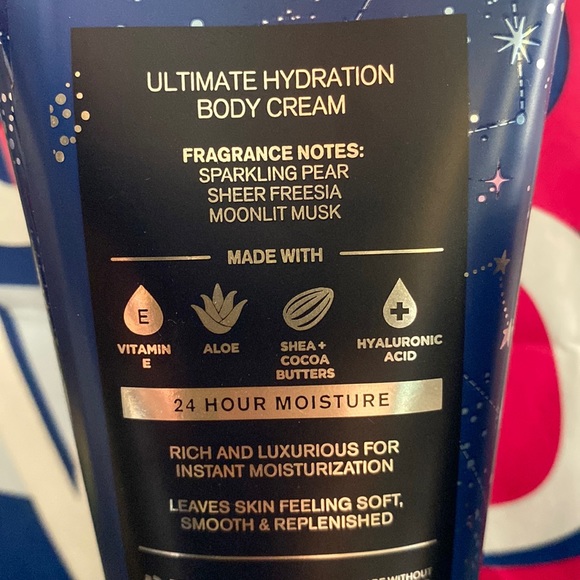 ULTIMATE HYDRATION
BODY CREAM
FRAGRANCE NOTES:
SPARKLING PEAR
SHEER FREESIA
MOONLIT MUSK
MADE WITH
E
VITAMIN
E
ALOE
SHEA +
COCOA
BUTTERS
HYALURONIC
ACID
24 HOUR MOISTURE
RICH AND LUXURIOUS FOR
INSTANT MOISTURIZATION
LEAVES SKIN FEELING SOFT,
SMOOTH & REPLENISHED
WITHOUT